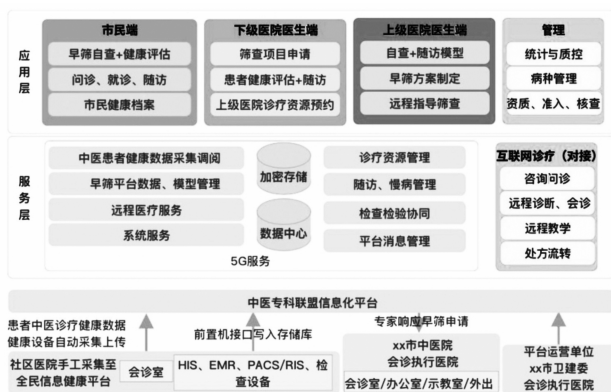 应用层
市民端
早筛自查+健康评估
问诊、就诊、随访
市民健康档案
下级医院医生端
筛查项目申请
患者健康评估+随访
上级医院诊疗资源预约
上级医院医生端
自查+随访模型
早筛方案制定
远程指导筛查
管理
统计与质控
病种管理
资质、准入、核查
服务层
中医患者健康数据采集调阅
早筛平台数据、模型管理
远程医疗服务
系统服务
加密存储
数据中心
诊疗资源管理
随访、慢病管理
检查检验协同
平台消息管理
5G服务
互联网诊疗（对接）
咨询问诊
远程诊断、会诊
远程教学
处方流转
中医专科联盟信息化平台
患者中医诊疗健康数据
健康设备自动采集上传
前置机接口写入存储库
专家响应早筛申请
社区医院手工采集至
全民信息健康平台
会诊室
HIS、EMR、PACS/RIS、检
查设备
xx市中医院
会诊执行医院
会诊室/办公室/示教室/外出
平台运营单位
xx市卫建委
会诊执行医院